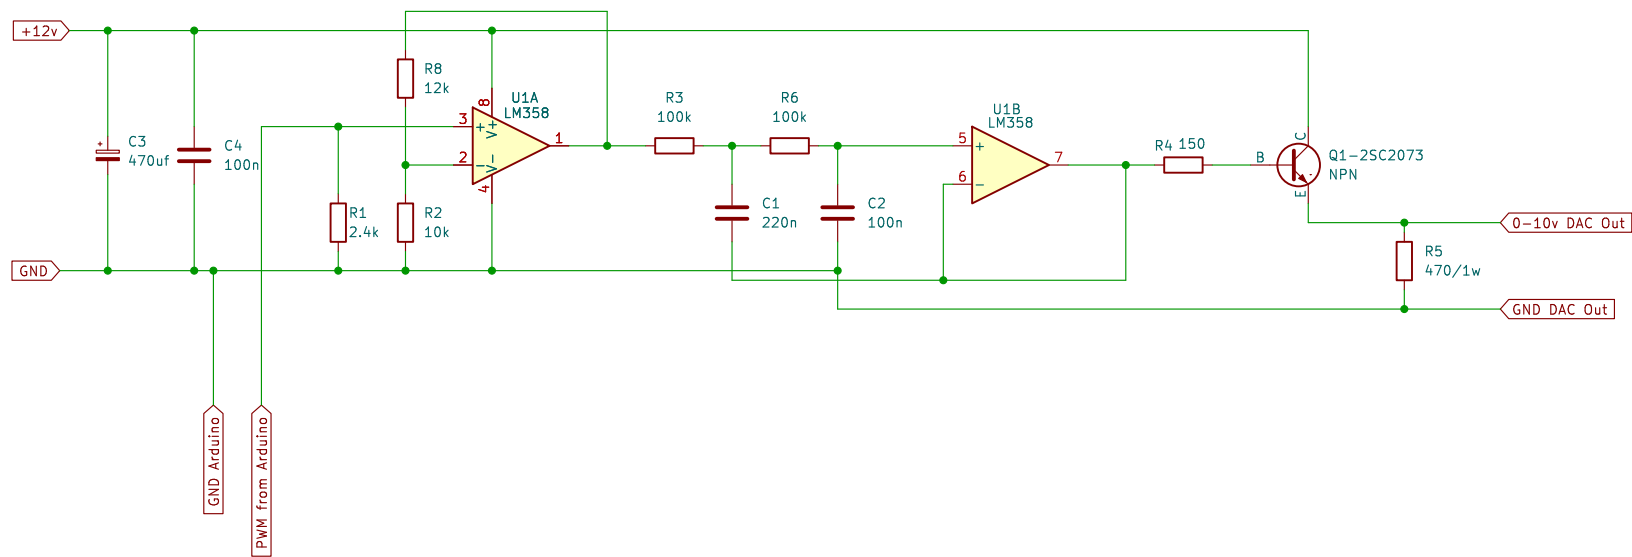 +12v
R8
12k
U1A
LM358
8
3
+
V+
1
2
−
V-
4
C3
+
470uf
C4
100n
R1
2.4k
R2
10k
R3
100k
R6
100k
C1
220n
C2
100n
U1B
LM358
5
+
7
6
−
R4 150
B
C
E
Q1-2SC2073
NPN
0-10v DAC Out
R5
470/1w
GND DAC Out
GND
GND Arduino
PWM from Arduino